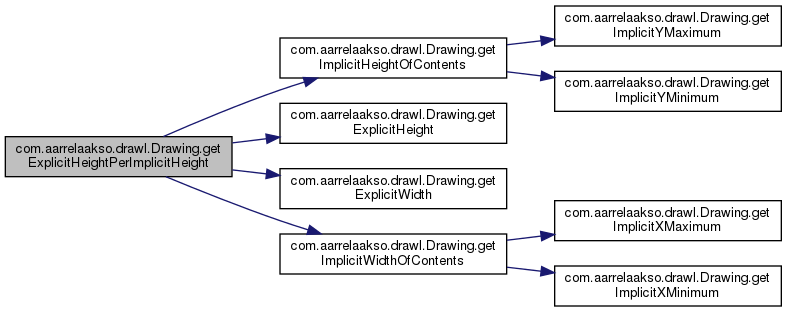 com.aarrelaakso.drawl.Drawing.get
ExplicitHeightPerImplicitHeight
com.aarrelaakso.drawl.Drawing.get
ImplicitHeightOfContents
com.aarrelaakso.drawl.Drawing.get
ImplicitYMaximum
com.aarrelaakso.drawl.Drawing.get
ImplicitYMinimum
com.aarrelaakso.drawl.Drawing.get
ExplicitHeight
com.aarrelaakso.drawl.Drawing.get
ExplicitWidth
com.aarrelaakso.drawl.Drawing.get
ImplicitWidthOfContents
com.aarrelaakso.drawl.Drawing.get
ImplicitXMaximum
com.aarrelaakso.drawl.Drawing.get
ImplicitXMinimum